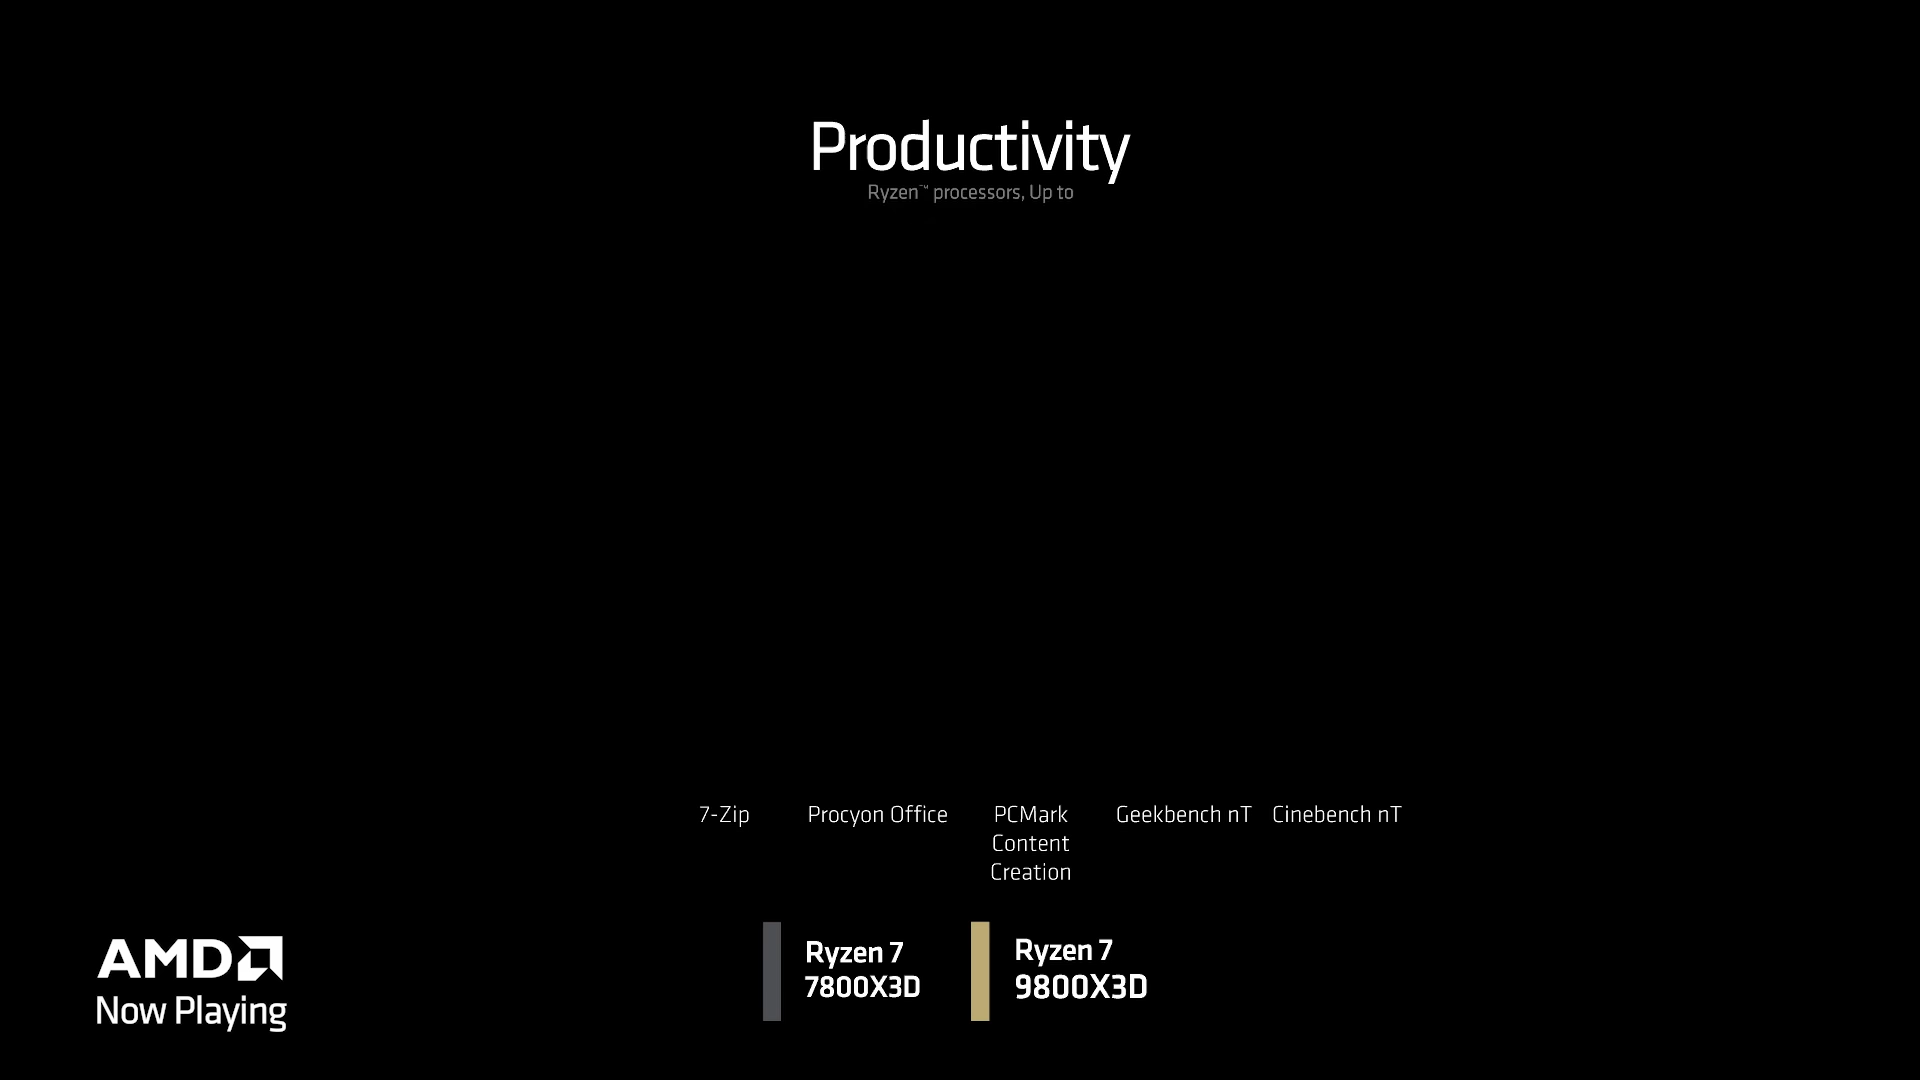 Productivity
Ryzen™ processors, Up to
7-Zip
Procyon Office
PCMark
Content
Creation
Geekbench nT
Cinebench nT
Ryzen 7
7800X3D
Ryzen 7
9800X3D
AMD
Now Playing